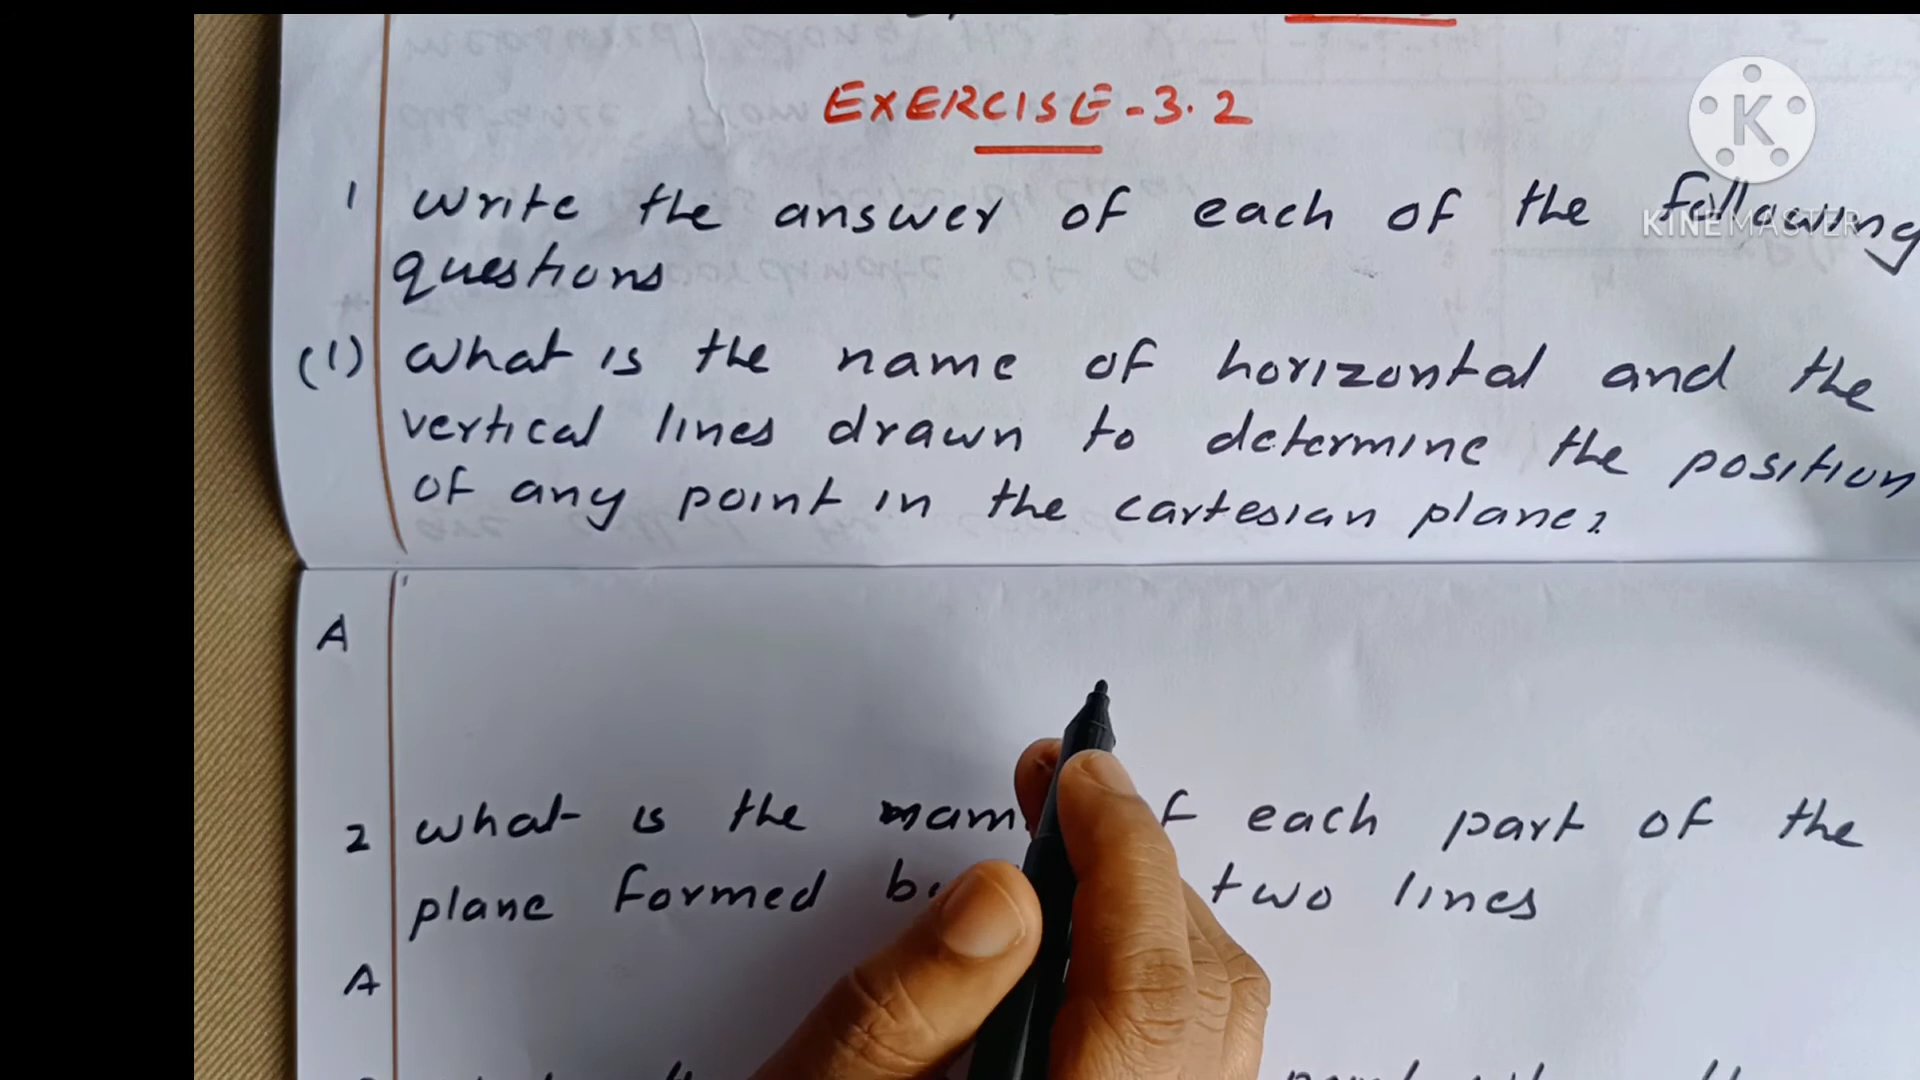 EXERCISE-3.2
K
KINEMASTER
1 write the answer of each of the following
questions
(1) what is the name of horizontal and the
vertical lines drawn to determine the position
of any point in the cartesian plane?
A
2 what is the of each part of the
plane formed two lines
A